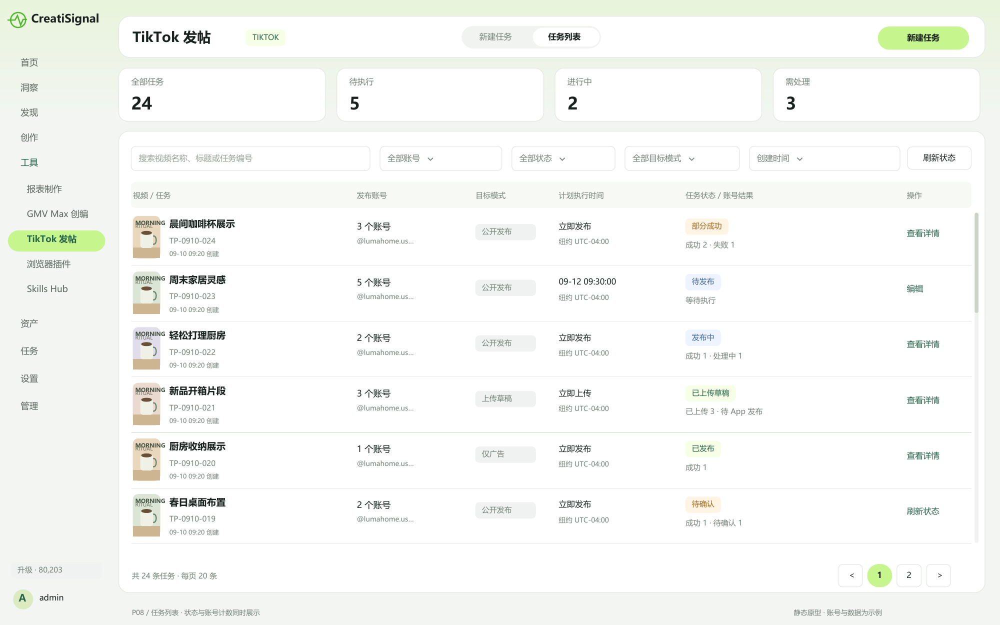 CreatiSignal
首页
洞察
发现
创作
工具
报表制作
GMV Max 创编
TikTok 发帖
浏览器插件
Skills Hub
资产
任务
设置
管理
升级 · 80,203
A
admin
TikTok 发帖
TIKTOK
新建任务
任务列表
新建任务
全部任务
24
待执行
5
进行中
2
需处理
3
搜索视频名称、标题或任务编号
全部账号
全部状态
全部目标模式
创建时间
刷新状态
视频 / 任务
发布账号
目标模式
计划执行时间
任务状态 / 账号结果
操作
MORNING
RITUAL
晨间咖啡杯展示
TP-0910-024
09-10 09:20 创建
3 个账号
@lumahome.us...
公开发布
立即发布
纽约 UTC-04:00
部分成功
成功 2 · 失败 1
查看详情
MORNING
RITUAL
周末家居灵感
TP-0910-023
09-10 09:20 创建
5 个账号
@lumahome.us...
公开发布
09-12 09:30:00
纽约 UTC-04:00
待发布
等待执行
编辑
MORNING
RITUAL
轻松打理厨房
TP-0910-022
09-10 09:20 创建
2 个账号
@lumahome.us...
公开发布
立即发布
纽约 UTC-04:00
发布中
成功 1 · 处理中 1
查看详情
MORNING
RITUAL
新品开箱片段
TP-0910-021
09-10 09:20 创建
3 个账号
@lumahome.us...
上传草稿
立即上传
纽约 UTC-04:00
已上传草稿
已上传 3 · 待 App 发布
查看详情
MORNING
RITUAL
厨房收纳展示
TP-0910-020
09-10 09:20 创建
1 个账号
@lumahome.us...
仅广告
立即发布
纽约 UTC-04:00
已发布
成功 1
查看详情
MORNING
RITUAL
春日桌面布置
TP-0910-019
09-10 09:20 创建
2 个账号
@lumahome.us...
公开发布
立即发布
纽约 UTC-04:00
待确认
成功 1 · 待确认 1
刷新状态
共 24 条任务 · 每页 20 条
<
1
2
>
P08 / 任务列表 · 状态与账号计数同时展示
静态原型 · 账号与数据为示例